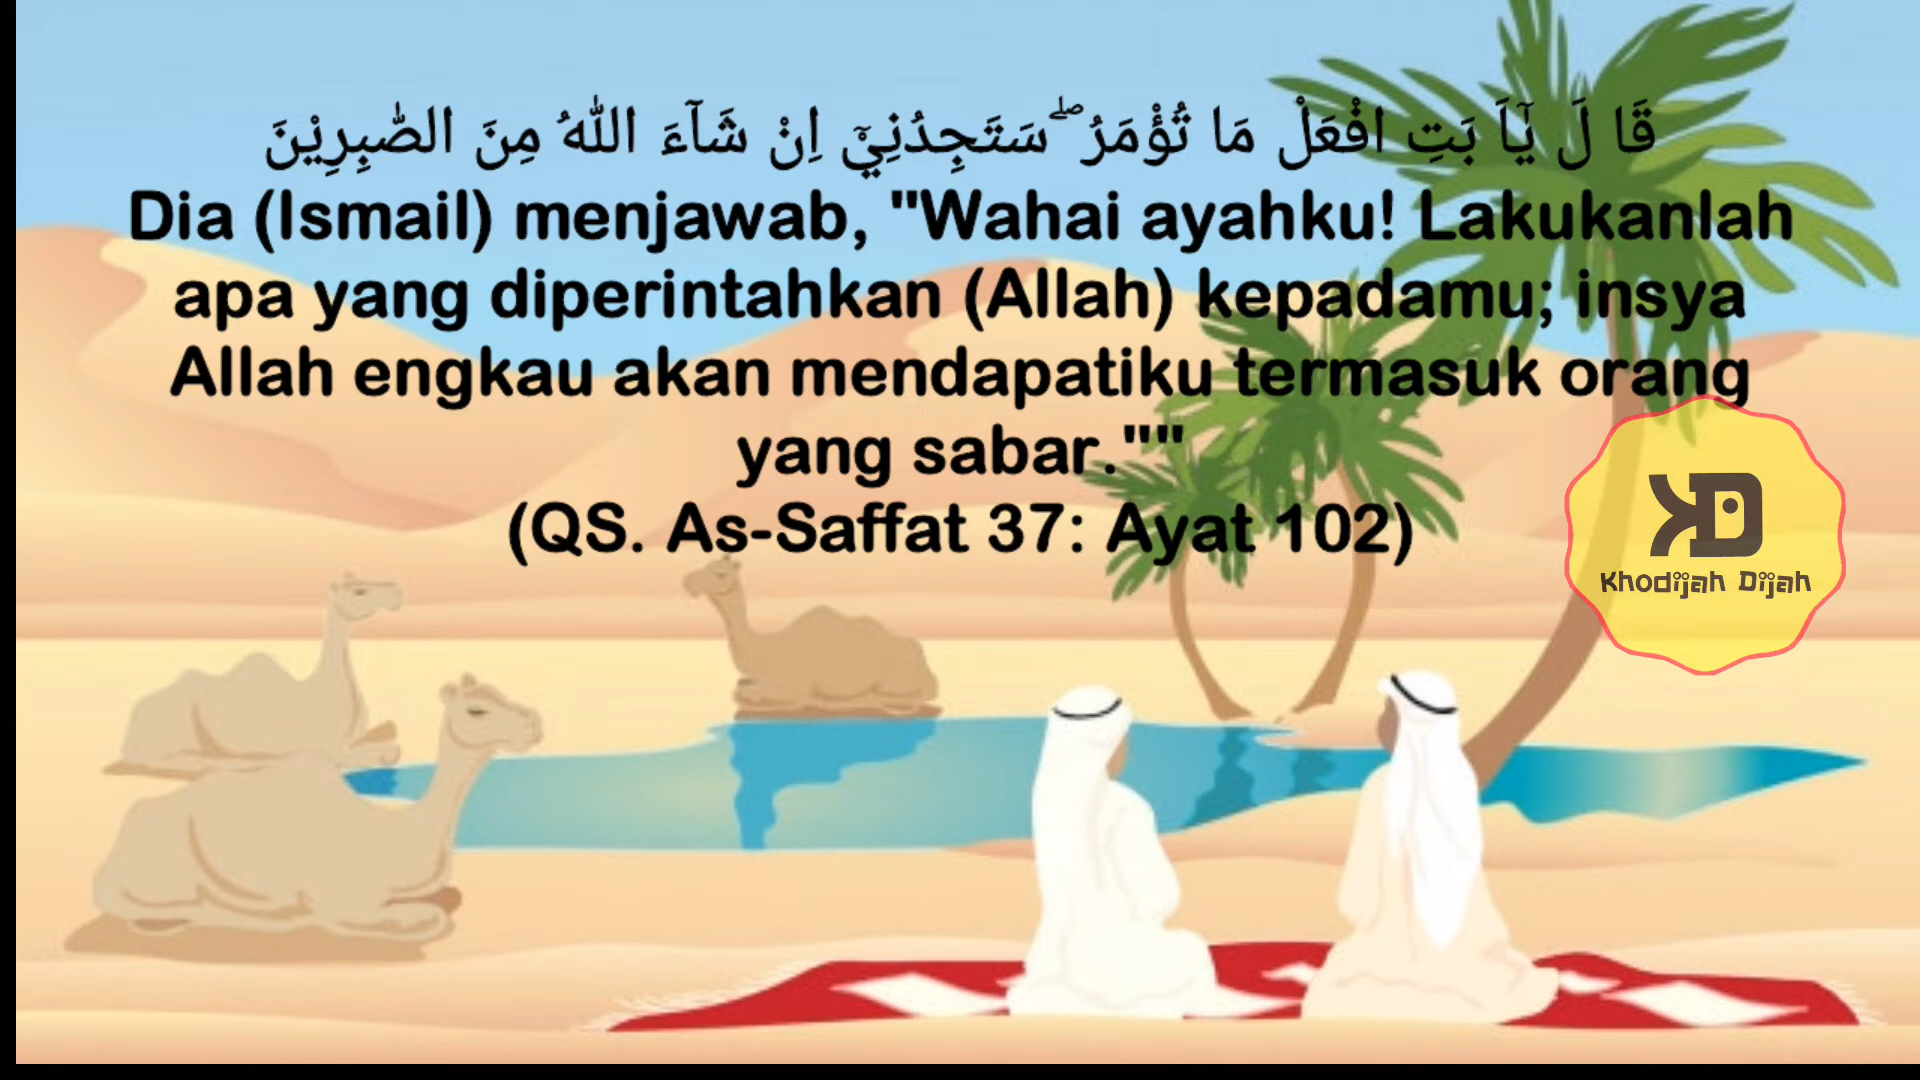 قَا لَ يٰۤاَ بَتِ افْعَلْ مَا تُؤْمَرُ ۖ سَتَجِدُنِيْۤ اِنْ شَآءَ اللّٰهُ مِنَ الصّٰبِرِيْنَ
Dia (Ismail) menjawab, "Wahai ayahku! Lakukanlah
apa yang diperintahkan (Allah) kepadamu; insya
Allah engkau akan mendapatiku termasuk orang
yang sabar.""
(QS. As-Saffat 37: Ayat 102)
KD
Khodijah Dijah